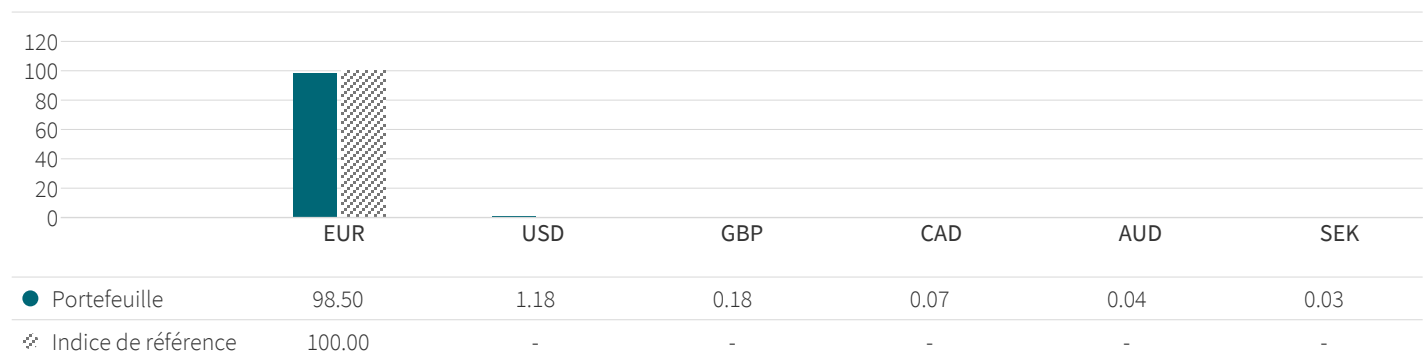 120
100
80
60
40
20
0
EUR USD GBP CAD AUD SEK
Portefeuille 98.50 1.18 0.18 0.07 0.04 0.03
Indice de référence 100.00 - - - - -